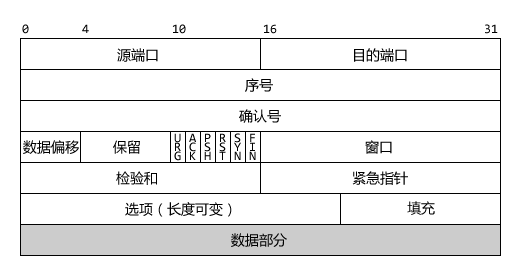 0 4 10 16 31
源端口 目的端口
序号
确认号
数据偏移 保留 URG ACK PSH RST SYN FIN 窗口
检验和 紧急指针
选项（长度可变） 填充
数据部分